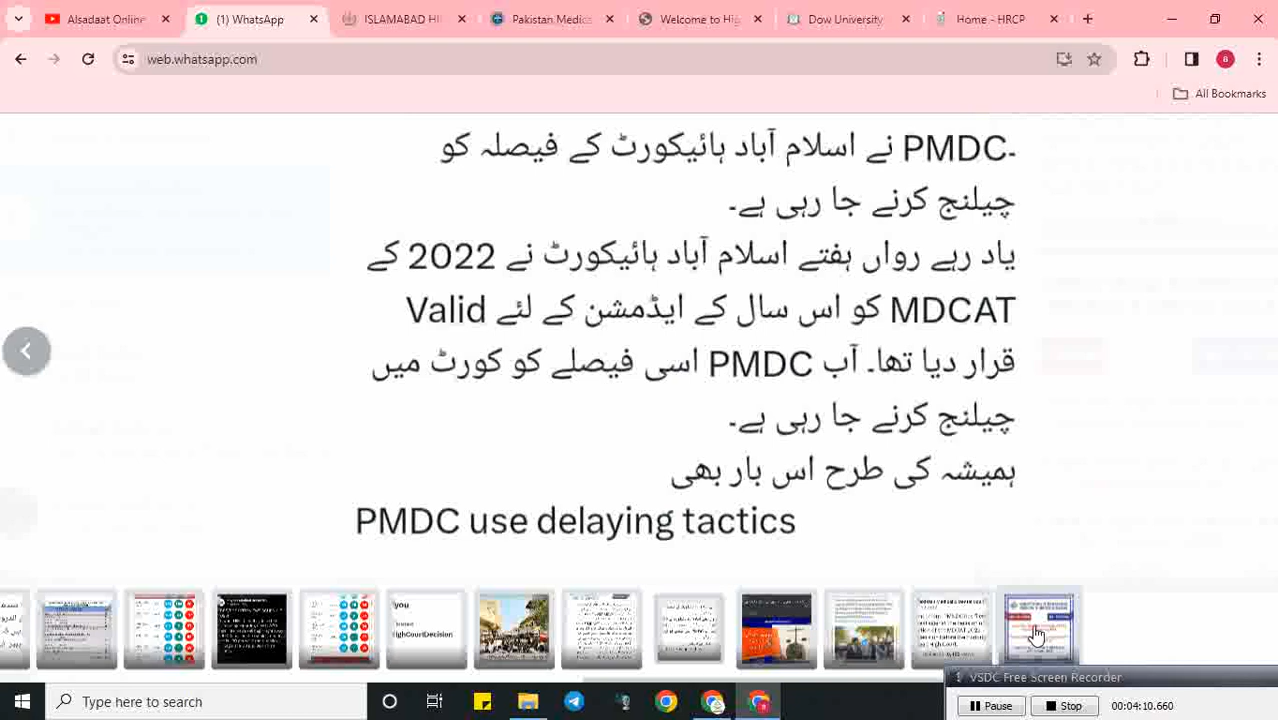 Alsadaat Online
(1) WhatsApp
ISLAMABAD HI
Pakistan Medic
Welcome to Hig
Dow University
Home - HRCP
web.whatsapp.com
a
All Bookmarks
۔PMDC نے اسلام آباد ہائیکورٹ کے فیصلہ کو
چیلنج کرنے جا رہی ہے۔
یاد رہے رواں ہفتے اسلام آباد ہائیکورٹ نے 2022 کے
MDCAT کو اس سال کے ایڈمشن کے لئے Valid
قرار دیا تھا۔ آب PMDC اسی فیصلے کو کورٹ میں
چیلنج کرنے جا رہی ہے۔
ہمیشہ کی طرح اس بار بھی
PMDC use delaying tactics
you
HighCourtDecision
Type here to search
VSDC Free Screen Recorder
Pause
Stop
00:04:10.660